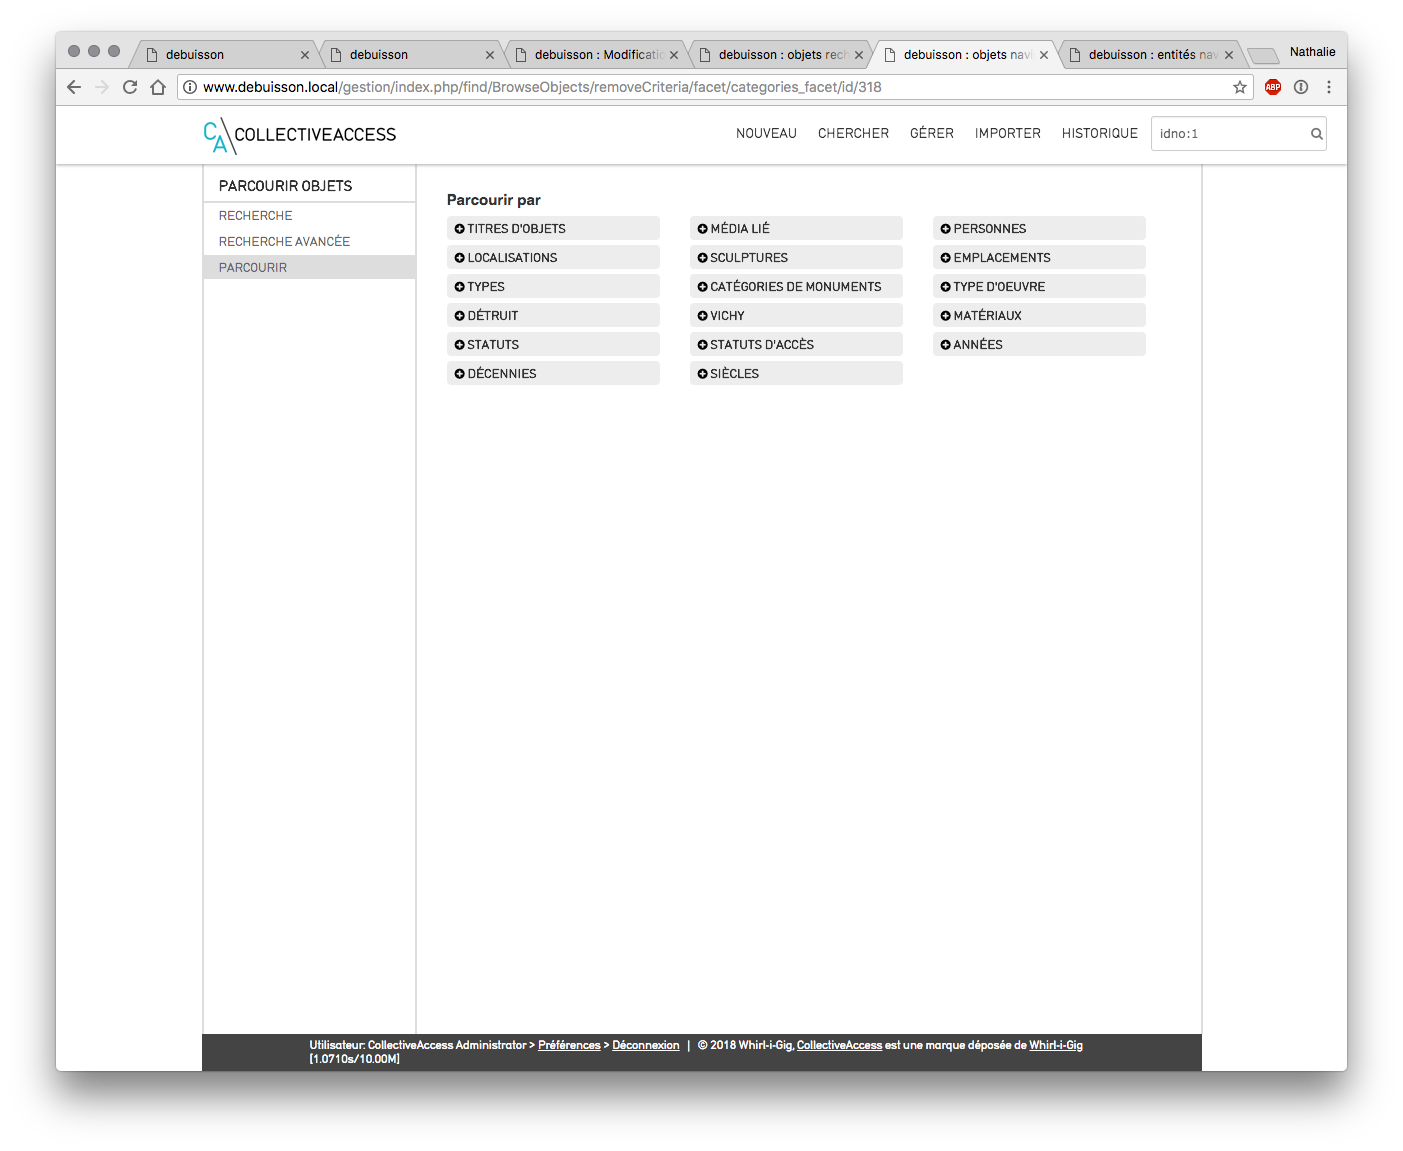 debuisson
debuisson
debuisson : Modificatio
debuisson : objets rech
debuisson : objets navi
debuisson : entités nav
Nathalie
www.debuisson.local/gestion/index.php/find/BrowseObjects/removeCriteria/facet/categories_facet/id/318
ABP
CA COLLECTIVEACCESS
NOUVEAU CHERCHER GÉRER IMPORTER HISTORIQUE idno:1
PARCOURIR OBJETS
RECHERCHE
RECHERCHE AVANCÉE
PARCOURIR
Parcourir par
TITRES D'OBJETS MÉDIA LIÉ PERSONNES
LOCALISATIONS SCULPTURES EMPLACEMENTS
TYPES CATÉGORIES DE MONUMENTS TYPE D'OEUVRE
DÉTRUIT VICHY MATÉRIAUX
STATUTS STATUTS D'ACCÈS ANNÉES
DÉCENNIES SIÈCLES
Utilisateur: CollectiveAccess Administrator > Préférences > Déconnexion | © 2018 Whirl-i-Gig, CollectiveAccess est une marque déposée de Whirl-i-Gig
[1.0710s/10.00M]